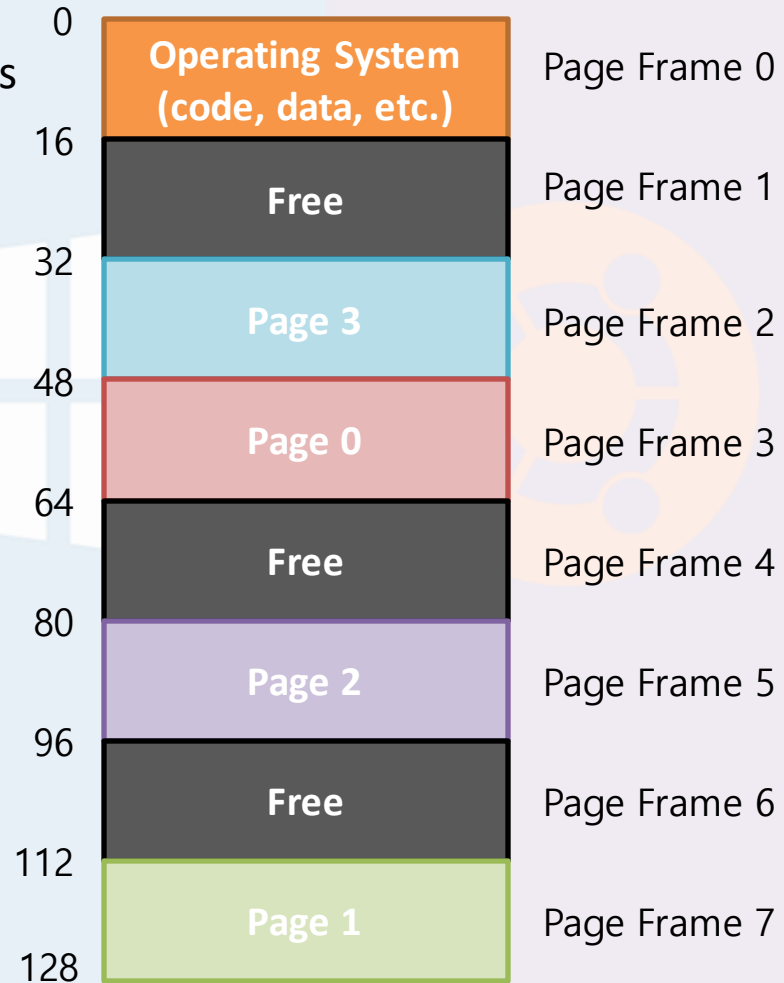 0
s
Operating System
(code, data, etc.)
Page Frame 0
16
Free
Page Frame 1
32
Page 3
Page Frame 2
48
Page 0
Page Frame 3
64
Free
Page Frame 4
80
Page 2
Page Frame 5
96
Free
Page Frame 6
112
Page 1
Page Frame 7
128